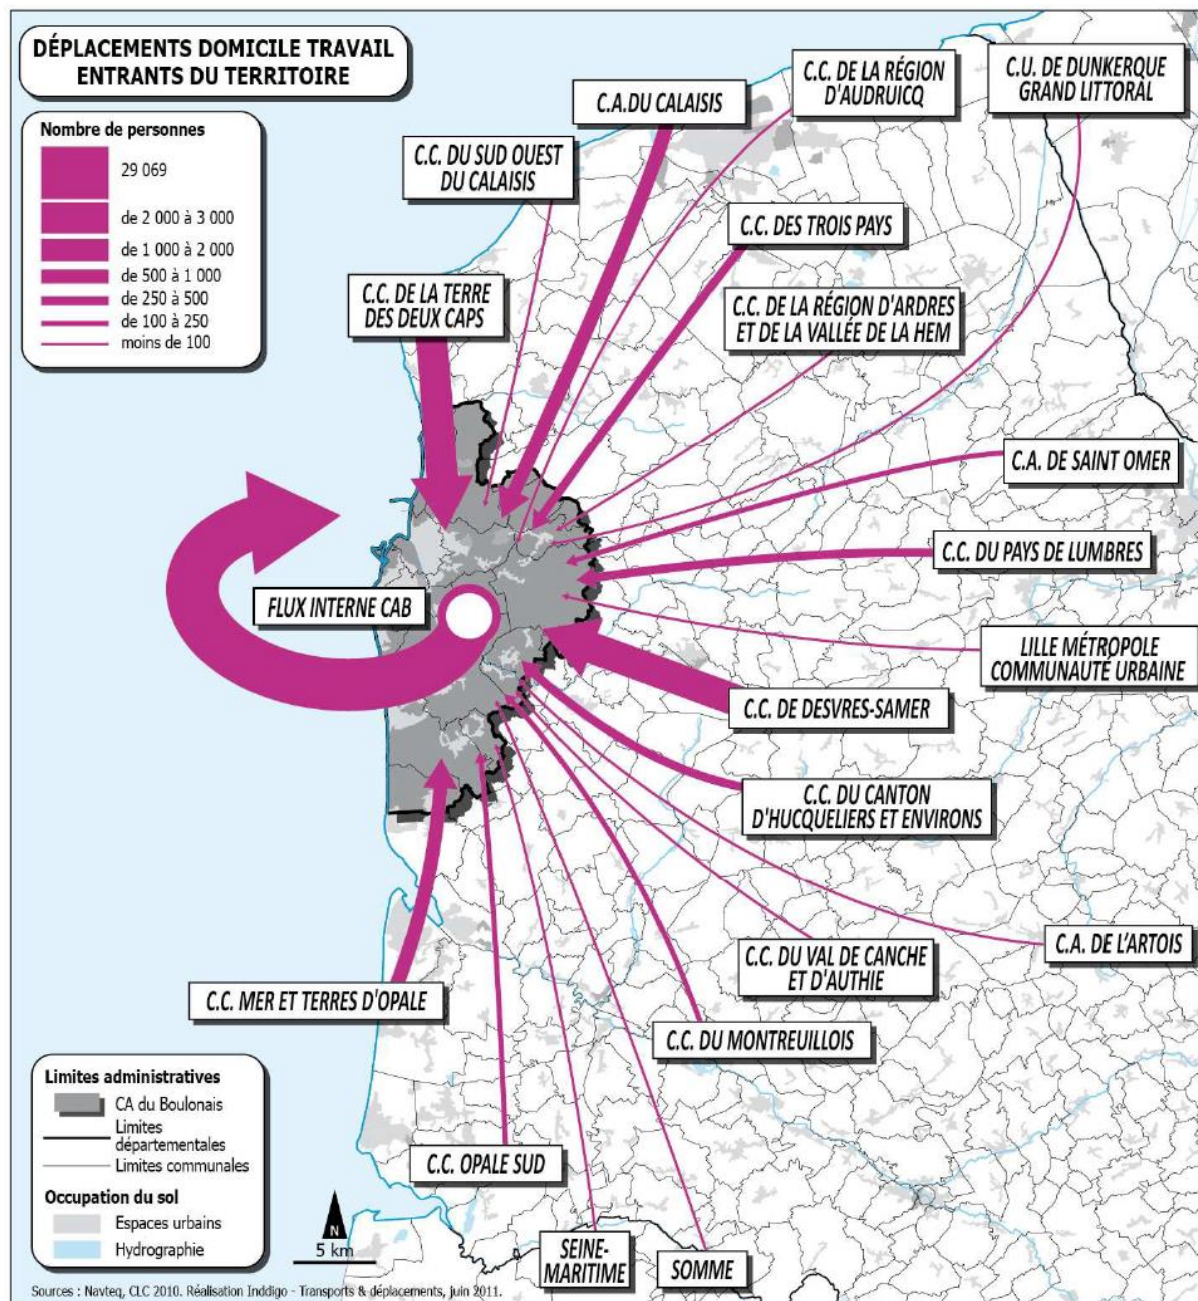 DÉPLACEMENTS DOMICILE TRAVAIL
ENTRANTS DU TERRITOIRE
Nombre de personnes
29 069
de 2 000 à 3 000
de 1 000 à 2 000
de 500 à 1 000
de 250 à 500
de 100 à 250
moins de 100
C.C. DU SUD OUEST
DU CALAISIS
C.A.DU CALAISIS
C.C. DE LA RÉGION
D'AUDRUICQ
C.U. DE DUNKERQUE
GRAND LITTORAL
C.C. DES TROIS PAYS
C.C. DE LA TERRE
DES DEUX CAPS
C.C. DE LA RÉGION D'ARDRES
ET DE LA VALLÉE DE LA HEM
C.A. DE SAINT OMER
C.C. DU PAYS DE LUMBRES
FLUX INTERNE CAB
LILLE MÉTROPOLE
COMMUNAUTÉ URBAINE
C.C. DE DESVRES-SAMER
C.C. DU CANTON
D'HUCQUELIERS ET ENVIRONS
C.A. DE L'ARTOIS
C.C. DU VAL DE CANCHE
ET D'AUTHIE
C.C. MER ET TERRES D'OPALE
C.C. DU MONTREUILLOIS
C.C. OPALE SUD
SEINE-
MARITIME
SOMME
Limites administratives
CA du Boulonais
Limites
départementales
Limites communales
Occupation du sol
Espaces urbains
Hydrographie
N
5 km
Sources : Navteq, CLC 2010. Réalisation Inddigo - Transports & déplacements, juin 2011.